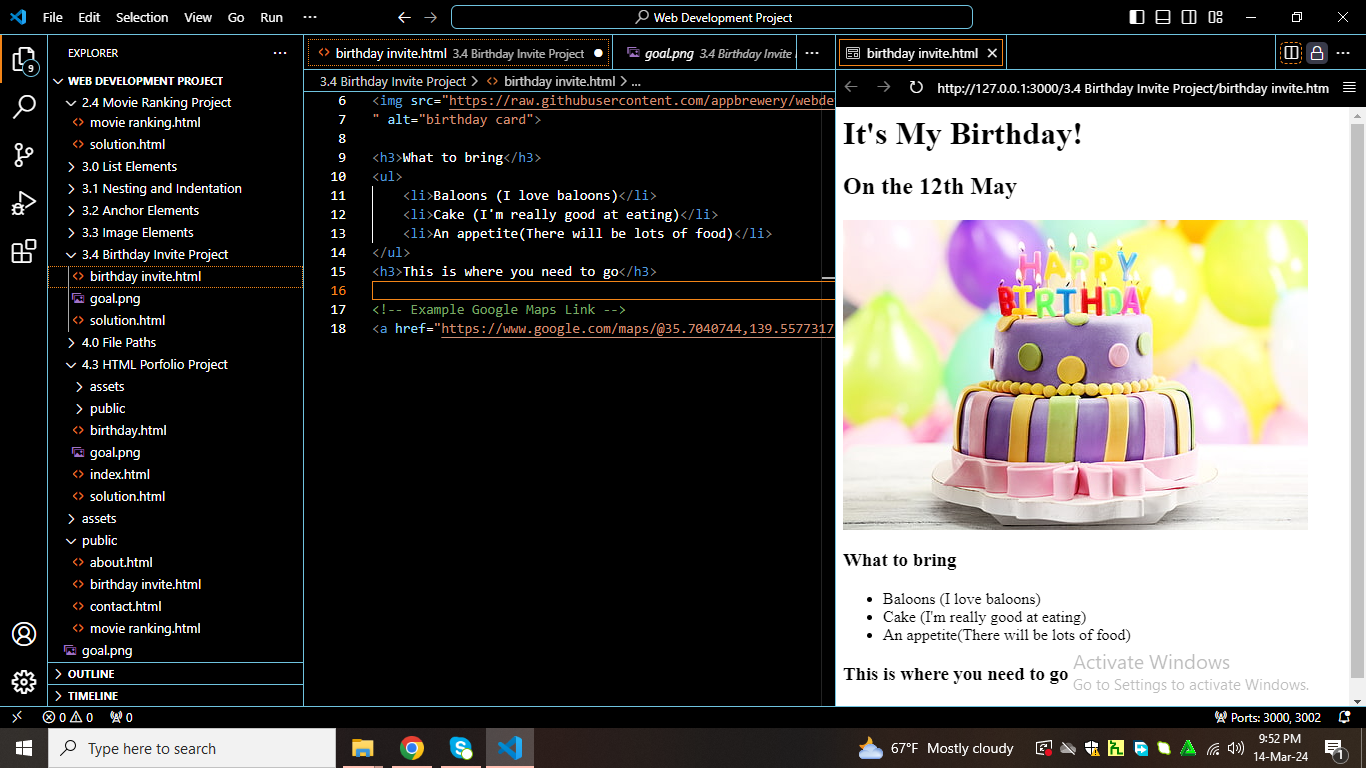 File Edit Selection View Go Run ··· Web Development Project
EXPLORER ···
WEB DEVELOPMENT PROJECT
2.4 Movie Ranking Project
movie ranking.html
solution.html
3.0 List Elements
3.1 Nesting and Indentation
3.2 Anchor Elements
3.3 Image Elements
3.4 Birthday Invite Project
birthday invite.html
goal.png
solution.html
4.0 File Paths
4.3 HTML Porfolio Project
assets
public
birthday.html
goal.png
index.html
solution.html
assets
public
about.html
birthday invite.html
contact.html
movie ranking.html
goal.png
OUTLINE
TIMELINE
9
birthday invite.html 3.4 Birthday Invite Project
goal.png 3.4 Birthday Invite ···
3.4 Birthday Invite Project > <> birthday invite.html > ...
6 <img src="https://raw.githubusercontent.com/appbrewery/webde
7 " alt="birthday card">
8
9 <h3>What to bring</h3>
10 <ul>
11 <li>Baloons (I love baloons)</li>
12 <li>Cake (I'm really good at eating)</li>
13 <li>An appetite(There will be lots of food)</li>
14 </ul>
15 <h3>This is where you need to go</h3>
16
17 <!-- Example Google Maps Link -->
18 <a href="https://www.google.com/maps/@35.7040744,139.5577317
birthday invite.html
http://127.0.0.1:3000/3.4 Birthday Invite Project/birthday invite.htm
It's My Birthday!
On the 12th May
HAPPY
BIRTHDAY
What to bring
• Baloons (I love baloons)
• Cake (I'm really good at eating)
• An appetite(There will be lots of food)
This is where you need to go
Activate Windows
Go to Settings to activate Windows.
0 0 0 Ports: 3000, 3002
Type here to search
67°F Mostly cloudy
9:52 PM
14-Mar-24
1